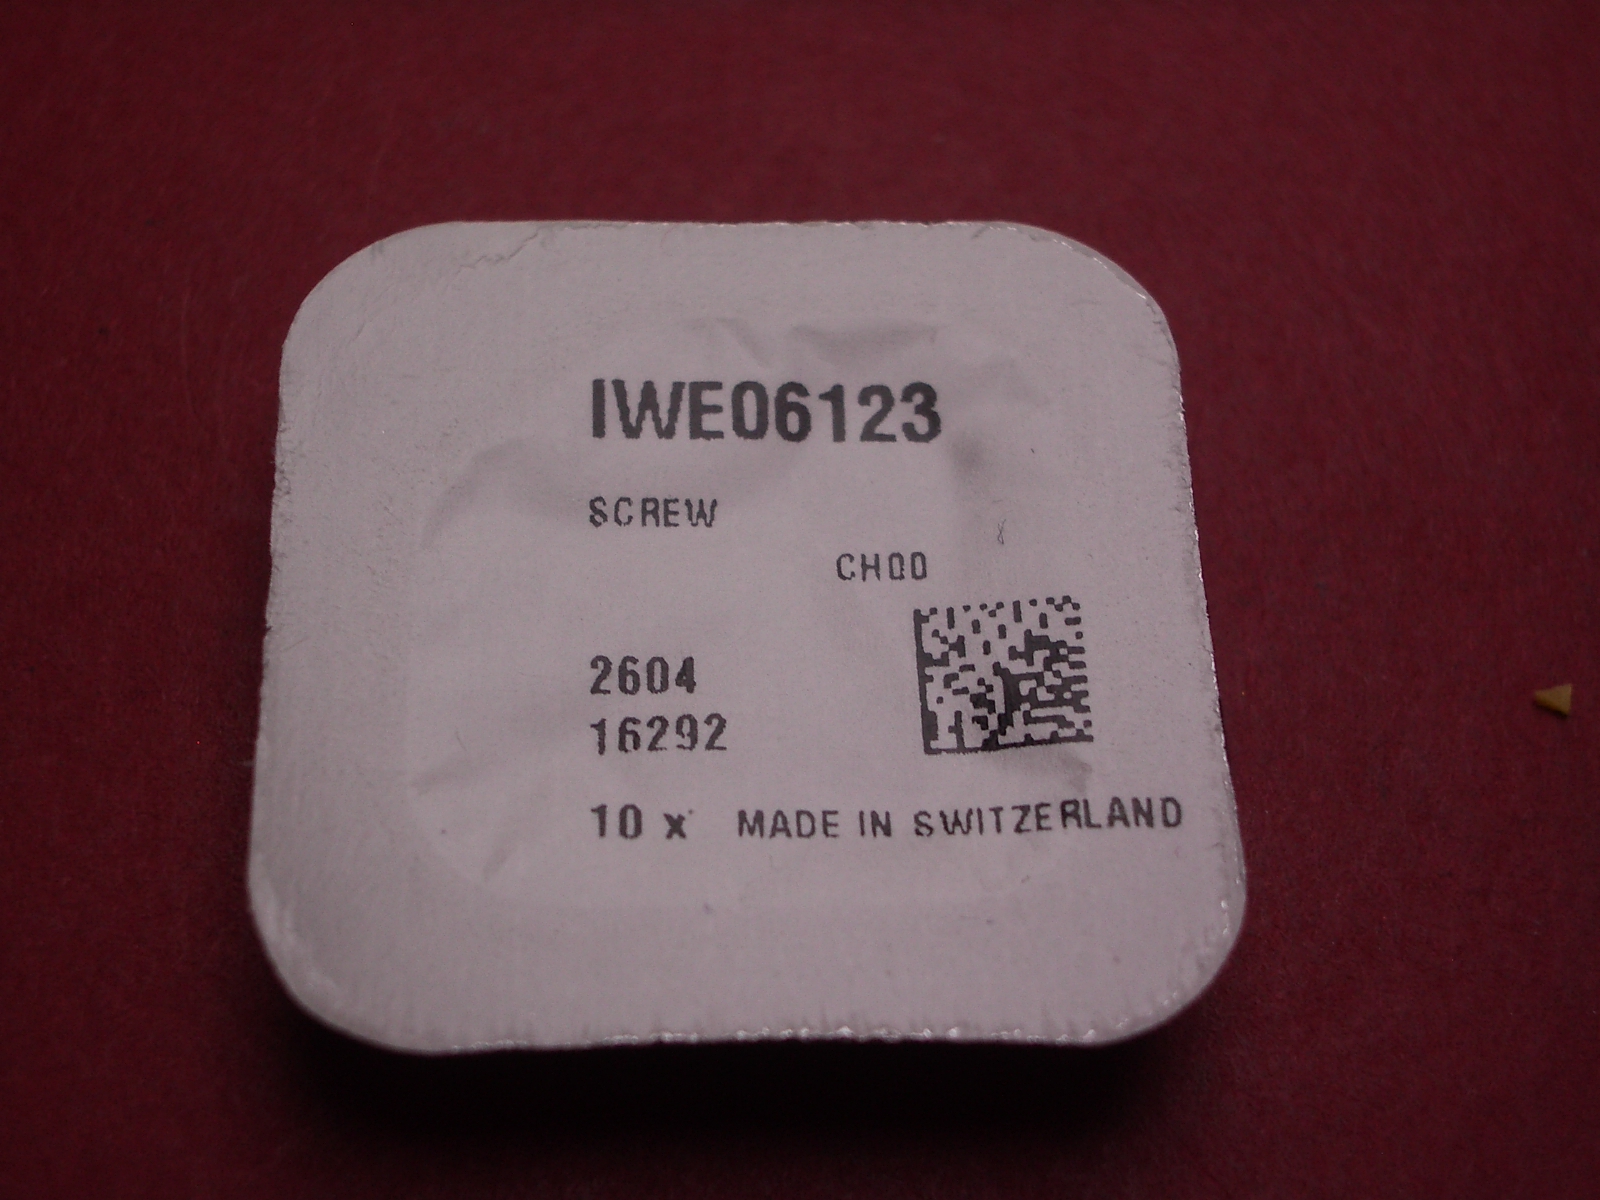 IWE06123
SCREW
CH00
2604
16292
10 x MADE IN SWITZERLAND